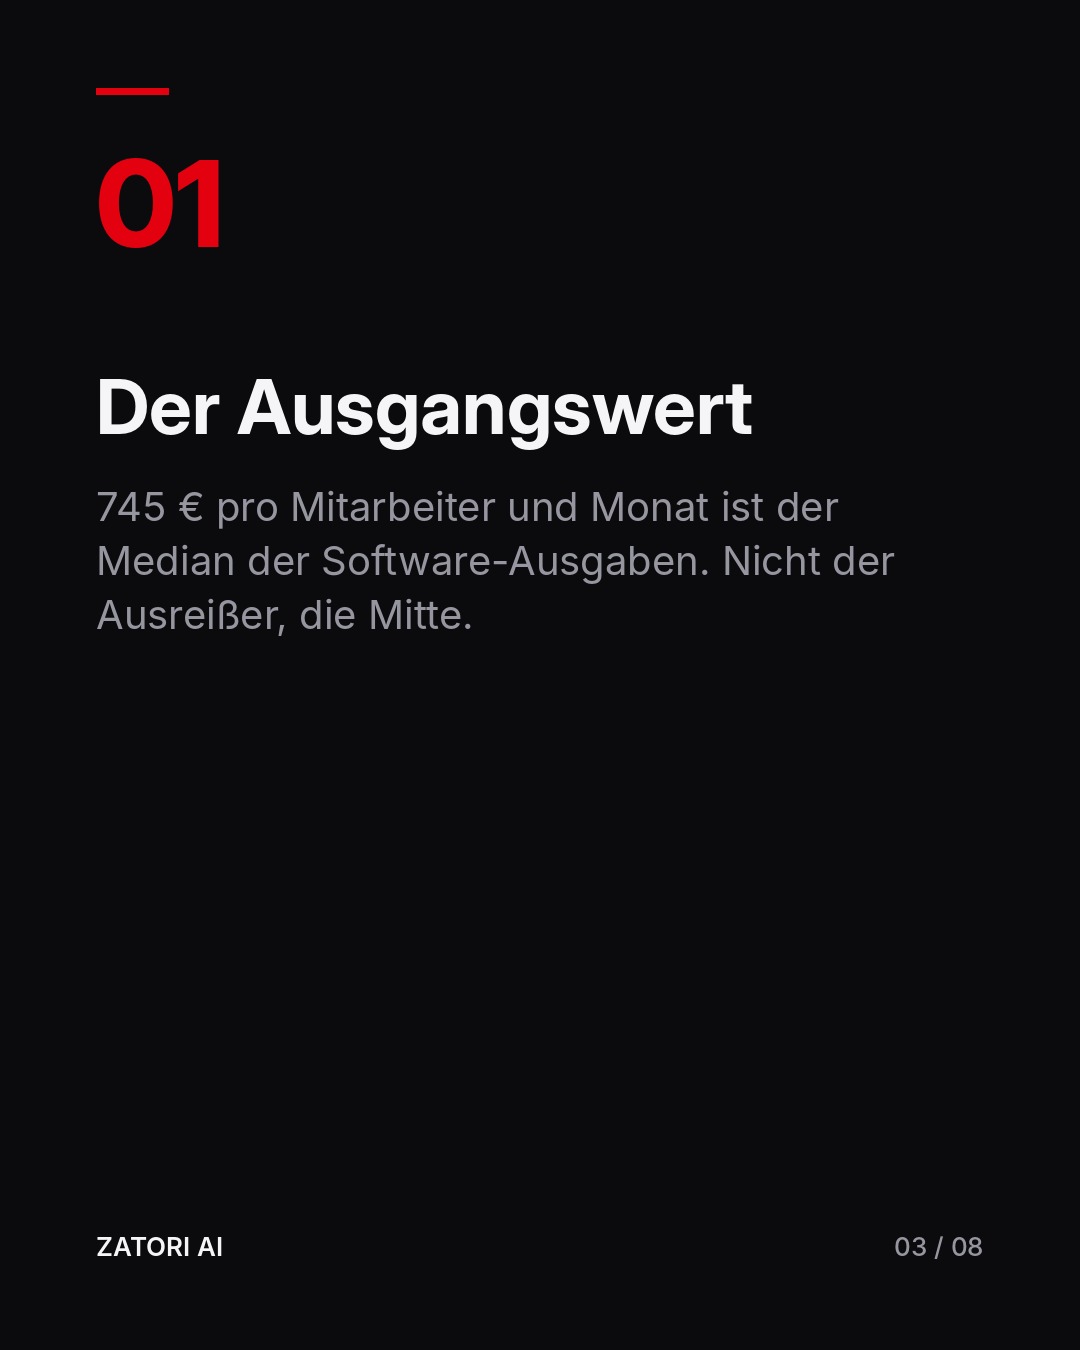 01
Der Ausgangswert
745 € pro Mitarbeiter und Monat ist der
Median der Software-Ausgaben. Nicht der
Ausreißer, die Mitte.
ZATORI AI
03 / 08